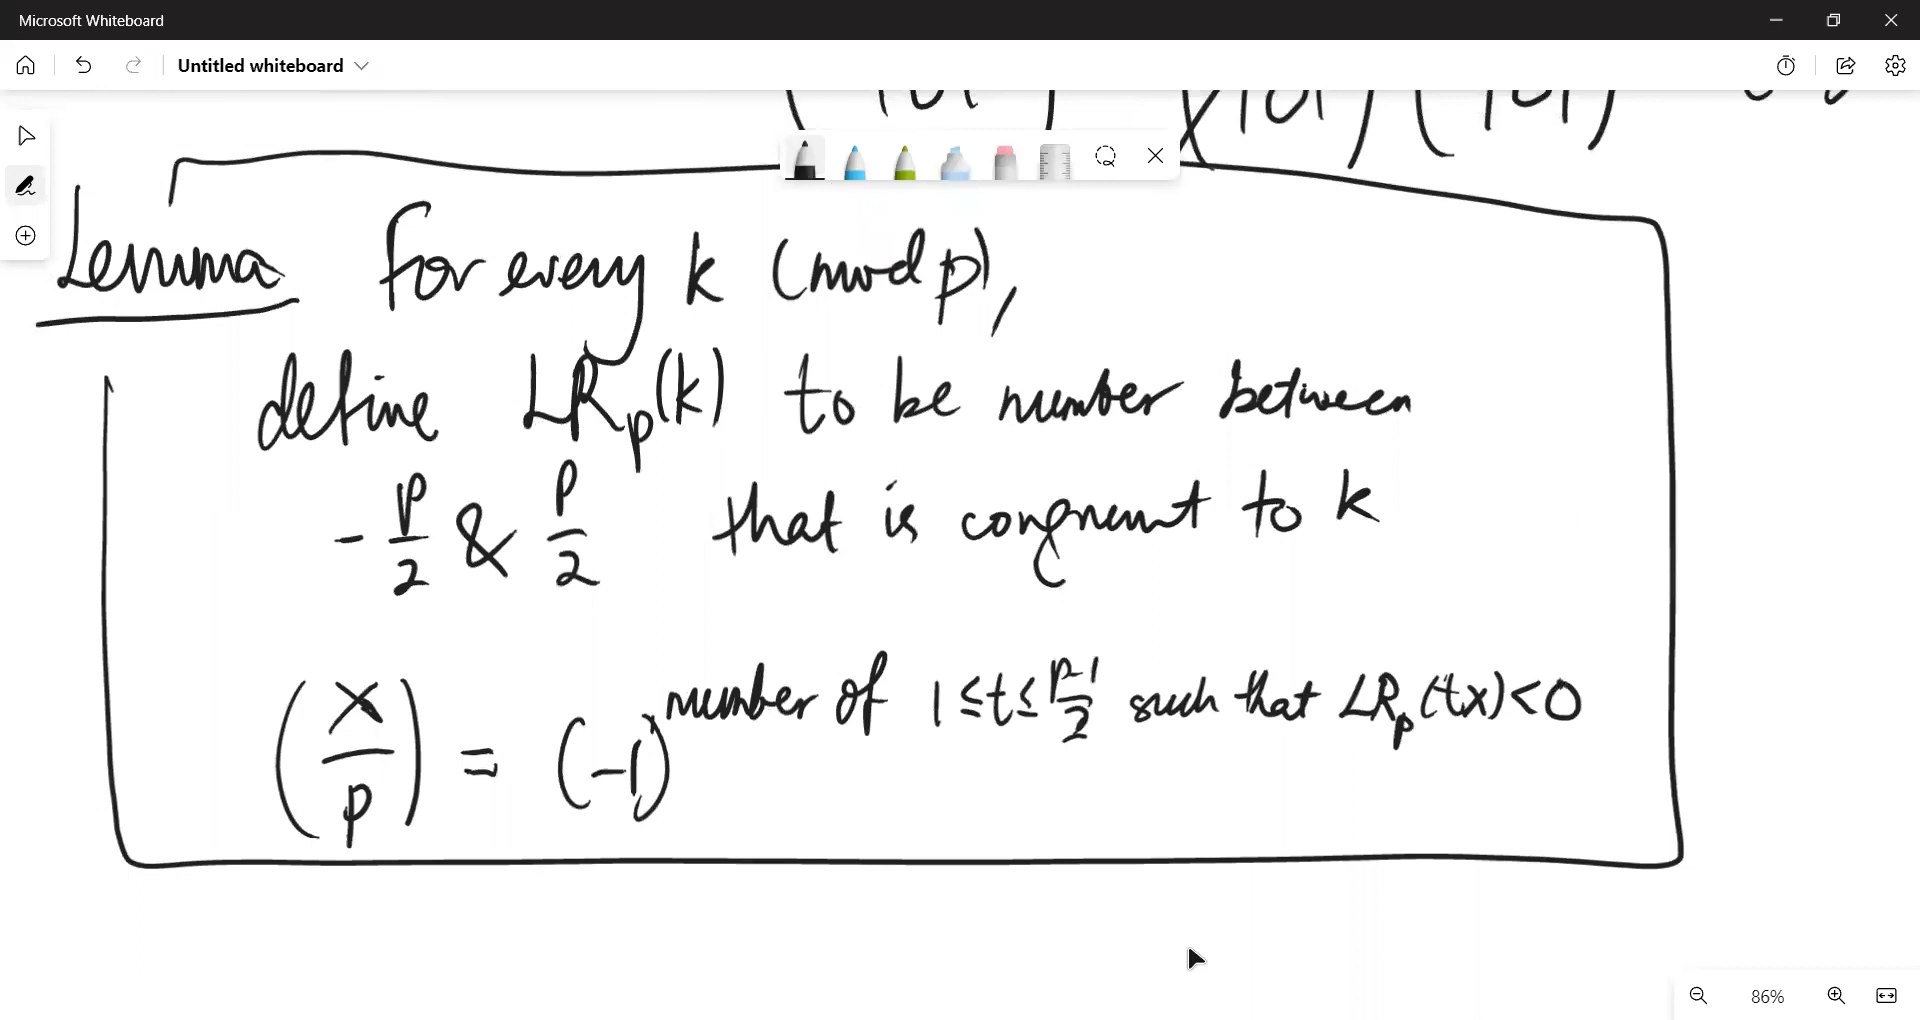 Microsoft Whiteboard
Untitled whiteboard
Lemma for every k (mod p),
define LR_p(k) to be number between
-p/2 & p/2 that is congruent to k
(x/p) = (-1)^number of 1≤t≤(p-1)/2 such that LR_p(tx)<0
86%